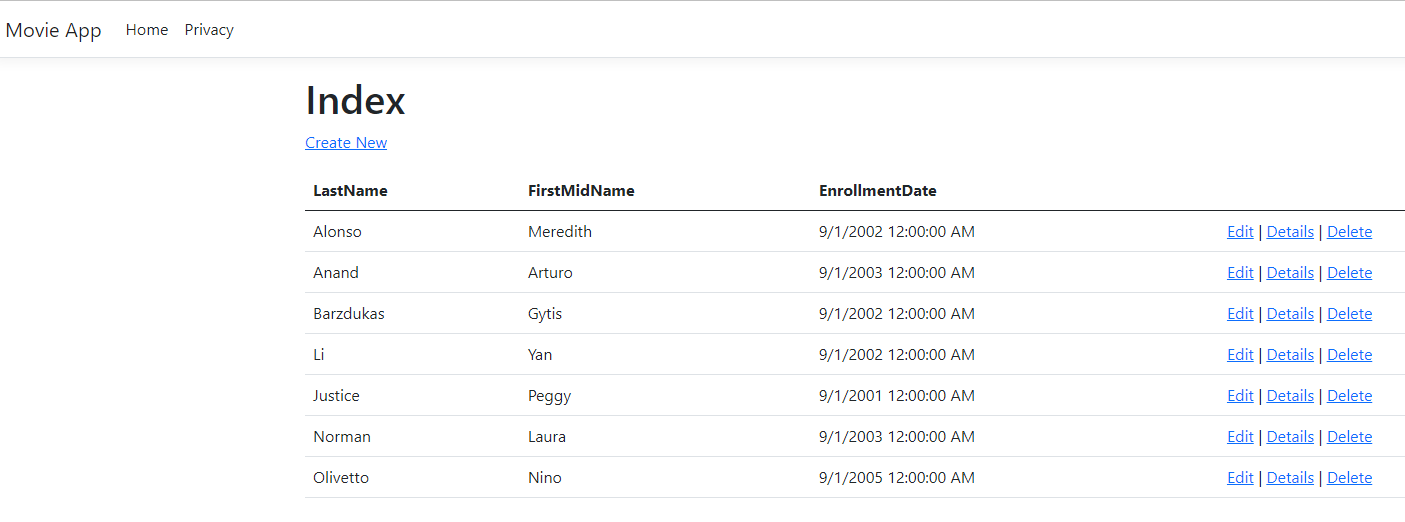 Movie App Home Privacy
Index
Create New
LastName FirstMidName EnrollmentDate
Alonso Meredith 9/1/2002 12:00:00 AM Edit | Details | Delete
Anand Arturo 9/1/2003 12:00:00 AM Edit | Details | Delete
Barzdukas Gytis 9/1/2002 12:00:00 AM Edit | Details | Delete
Li Yan 9/1/2002 12:00:00 AM Edit | Details | Delete
Justice Peggy 9/1/2001 12:00:00 AM Edit | Details | Delete
Norman Laura 9/1/2003 12:00:00 AM Edit | Details | Delete
Olivetto Nino 9/1/2005 12:00:00 AM Edit | Details | Delete